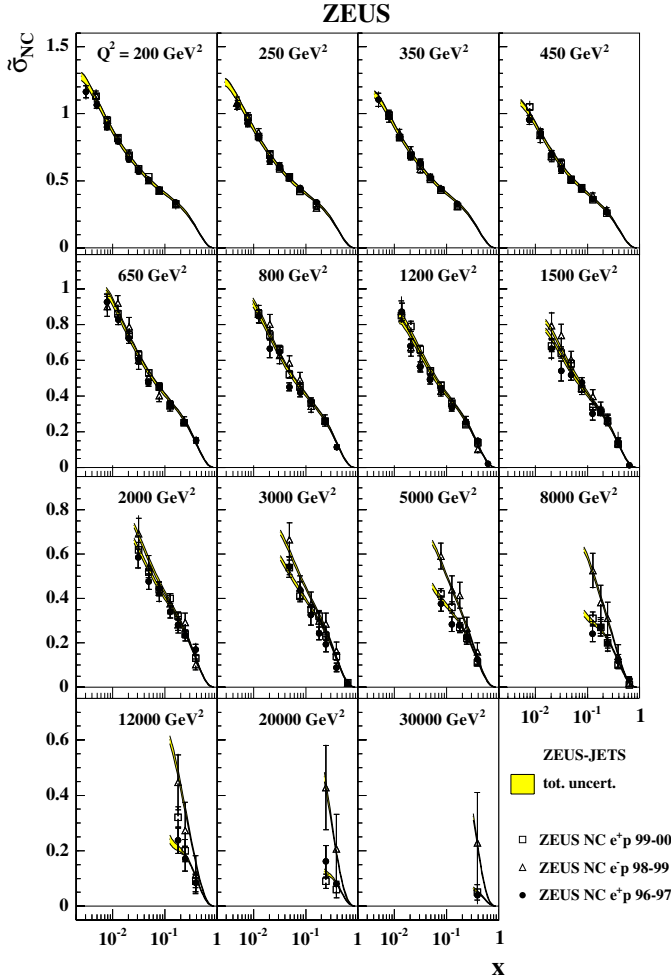 ZEUS
σ̃NC
Q² = 200 GeV²
250 GeV²
350 GeV²
450 GeV²
1.5
1
0.5
0
650 GeV²
800 GeV²
1200 GeV²
1500 GeV²
1
0.8
0.6
0.4
0.2
0
2000 GeV²
3000 GeV²
5000 GeV²
8000 GeV²
0.8
0.6
0.4
0.2
0
10⁻² 10⁻¹ 1
12000 GeV²
20000 GeV²
30000 GeV²
0.6
0.4
0.2
0
10⁻² 10⁻¹ 1
10⁻² 10⁻¹ 1
10⁻² 10⁻¹ 1
x
ZEUS-JETS
tot. uncert.
ZEUS NC e⁺p 99-00
ZEUS NC e⁻p 98-99
ZEUS NC e⁺p 96-97